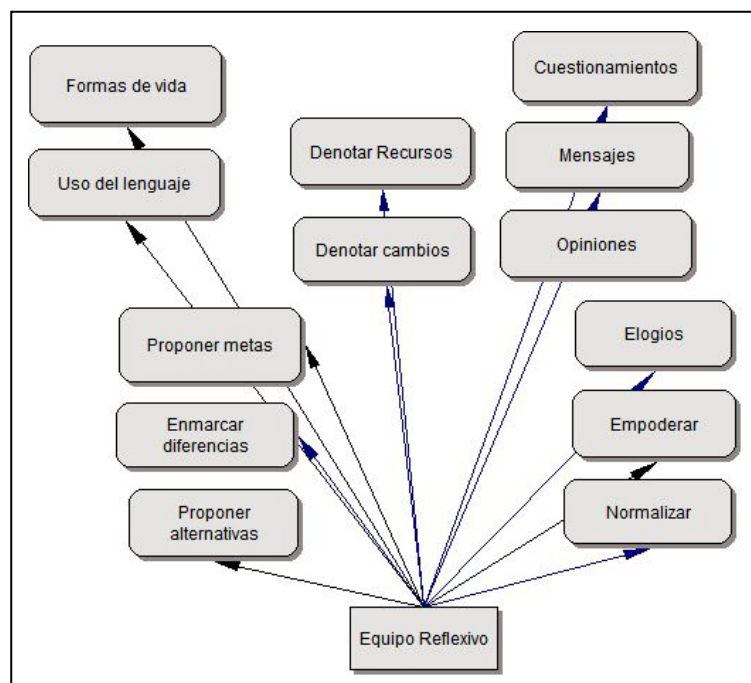 Formas de vida
Uso del lenguaje
Denotar Recursos
Denotar cambios
Cuestionamientos
Mensajes
Opiniones
Proponer metas
Enmarcar
diferencias
Proponer
alternativas
Elogios
Empoderar
Normalizar
Equipo Reflexivo